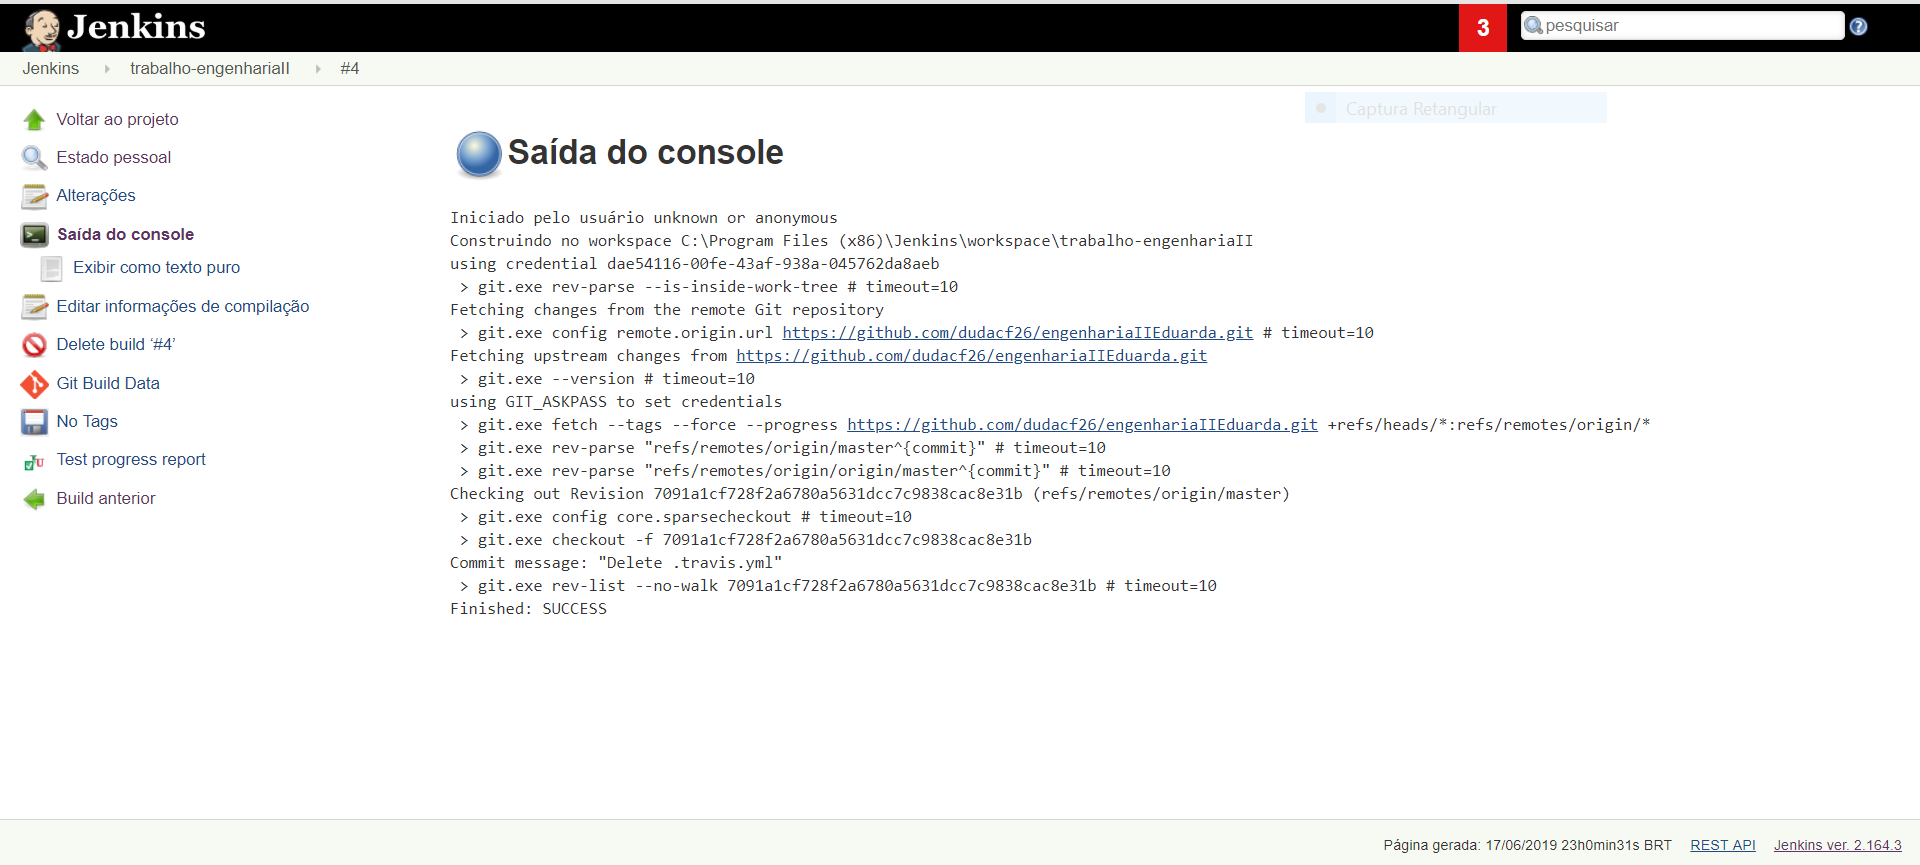 Jenkins
3
pesquisar
Jenkins trabalho-engenhariaII #4
Captura Retangular
Voltar ao projeto
Estado pessoal
Alterações
Saída do console
Exibir como texto puro
Editar informações de compilação
Delete build ‘#4’
Git Build Data
No Tags
Test progress report
Build anterior
Saída do console
Iniciado pelo usuário unknown or anonymous
Construindo no workspace C:\Program Files (x86)\Jenkins\workspace\trabalho-engenhariaII
using credential dae54116-00fe-43af-938a-045762da8aeb
> git.exe rev-parse --is-inside-work-tree # timeout=10
Fetching changes from the remote Git repository
> git.exe config remote.origin.url https://github.com/dudacf26/engenhariaIIEduarda.git # timeout=10
Fetching upstream changes from https://github.com/dudacf26/engenhariaIIEduarda.git
> git.exe --version # timeout=10
using GIT_ASKPASS to set credentials
> git.exe fetch --tags --force --progress https://github.com/dudacf26/engenhariaIIEduarda.git +refs/heads/*:refs/remotes/origin/*
> git.exe rev-parse "refs/remotes/origin/master^{commit}" # timeout=10
> git.exe rev-parse "refs/remotes/origin/origin/master^{commit}" # timeout=10
Checking out Revision 7091a1cf728f2a6780a5631dcc7c9838cac8e31b (refs/remotes/origin/master)
> git.exe config core.sparsecheckout # timeout=10
> git.exe checkout -f 7091a1cf728f2a6780a5631dcc7c9838cac8e31b
Commit message: "Delete .travis.yml"
> git.exe rev-list --no-walk 7091a1cf728f2a6780a5631dcc7c9838cac8e31b # timeout=10
Finished: SUCCESS
Página gerada: 17/06/2019 23h0min31s BRT REST API Jenkins ver. 2.164.3